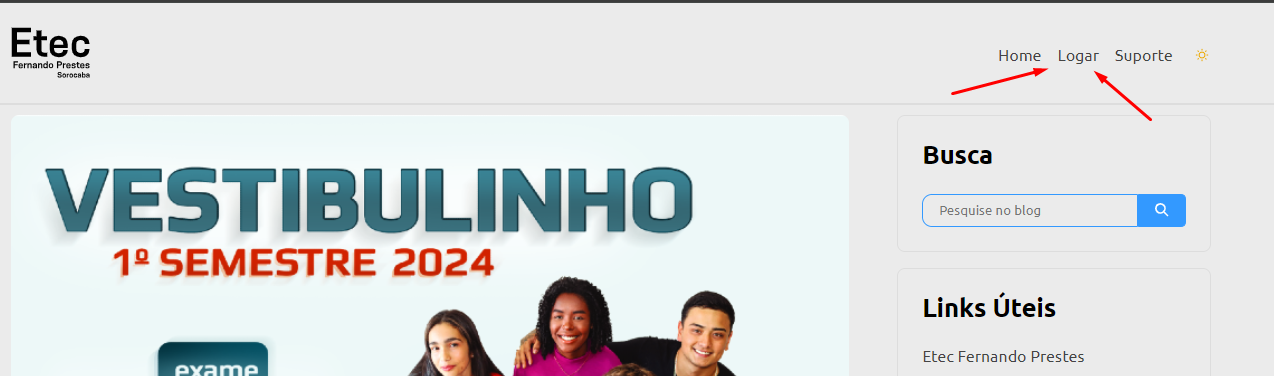 Etec
Fernando Prestes
Sorocaba
Home Logar Suporte
VESTIBULINHO
1º SEMESTRE 2024
exame
Busca
Pesquise no blog
Links Úteis
Etec Fernando Prestes